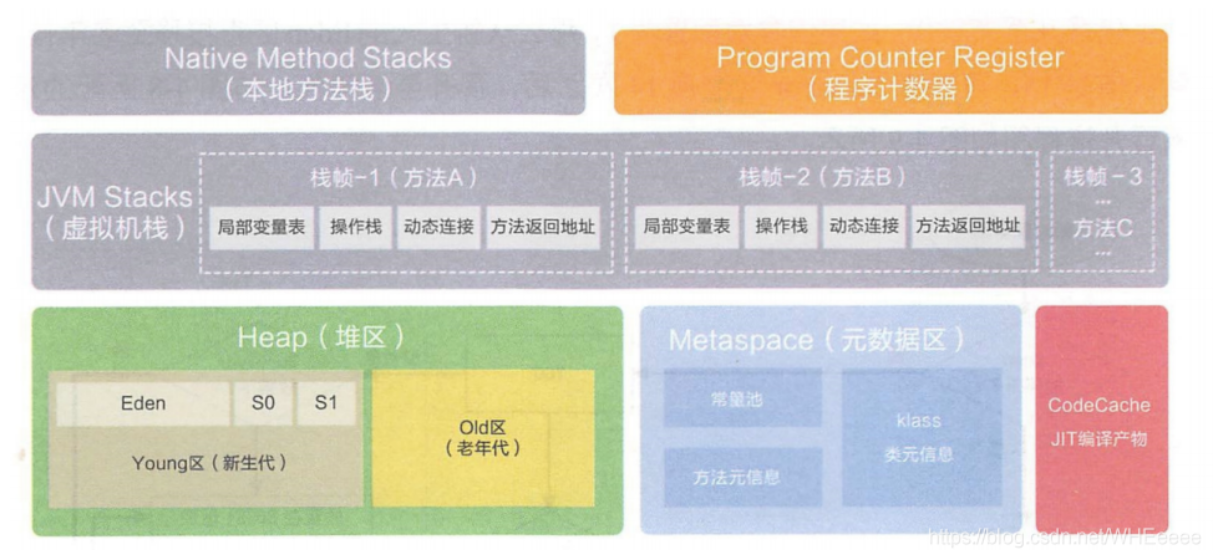 Native Method Stacks
(本地方法栈)
Program Counter Register
(程序计数器)
JVM Stacks
(虚拟机栈)
栈帧-1(方法A)
局部变量表
操作栈
动态连接
方法返回地址
栈帧-2(方法B)
局部变量表
操作栈
动态连接
方法返回地址
栈帧-3
...
方法C
...
Heap(堆区)
Eden
S0
S1
Young区(新生代)
Old区
(老年代)
Metaspace(元数据区)
常量池
方法元信息
klass
类元信息
CodeCache
JIT编译产物
https://blog.csdn.net/WHEeeee